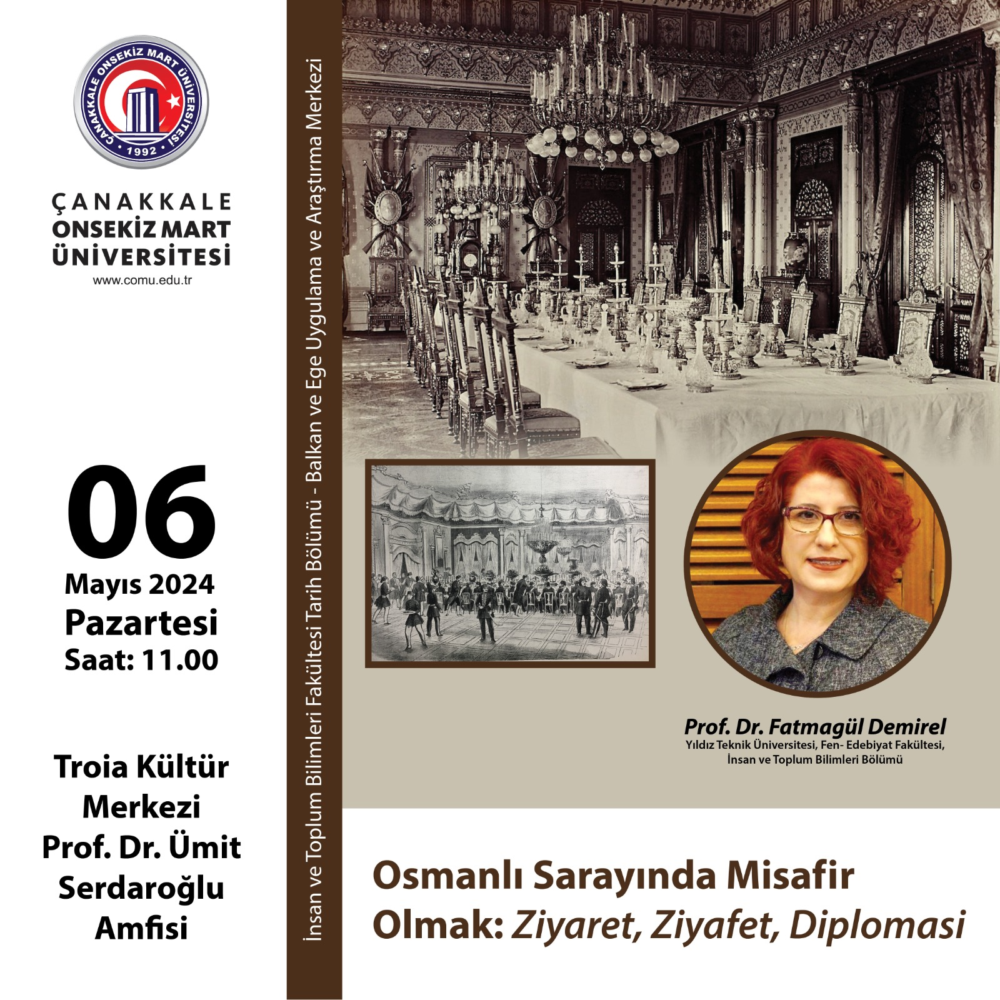 ÇANAKKALE ONSEKİZ MART ÜNİVERSİTESİ
• 1992 •
ÇANAKKALE
ONSEKİZ MART
ÜNİVERSİTESİ
www.comu.edu.tr
06
Mayıs 2024
Pazartesi
Saat: 11.00
Troia Kültür
Merkezi
Prof. Dr. Ümit
Serdaroğlu
Amfisi
İnsan ve Toplum Bilimleri Fakültesi Tarih Bölümü - Balkan ve Ege Uygulama ve Araştırma Merkezi
Prof. Dr. Fatmagül Demirel
Yıldız Teknik Üniversitesi, Fen- Edebiyat Fakültesi,
İnsan ve Toplum Bilimleri Bölümü
Osmanlı Sarayında Misafir
Olmak: Ziyaret, Ziyafet, Diplomasi